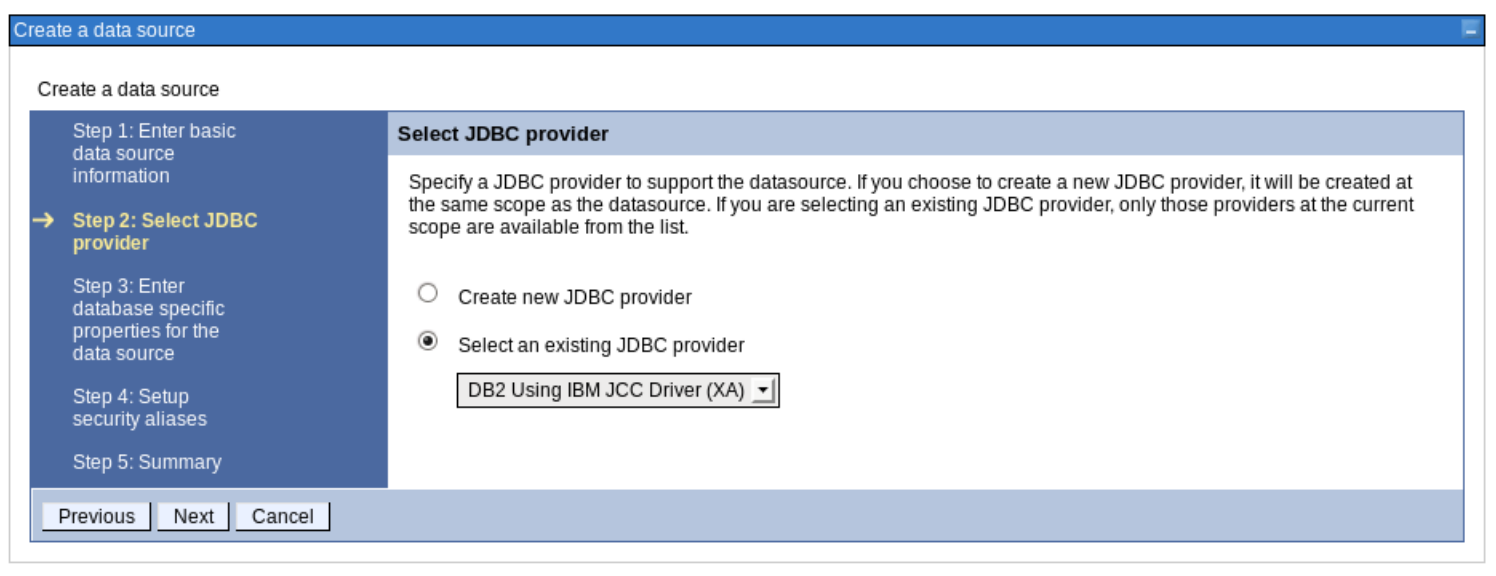 Create a data source
Create a data source
Step 1: Enter basic
data source
information
Step 2: Select JDBC
provider
Step 3: Enter
database specific
properties for the
data source
Step 4: Setup
security aliases
Step 5: Summary
Select JDBC provider
Specify a JDBC provider to support the datasource. If you choose to create a new JDBC provider, it will be created at
the same scope as the datasource. If you are selecting an existing JDBC provider, only those providers at the current
scope are available from the list.
Create new JDBC provider
Select an existing JDBC provider
DB2 Using IBM JCC Driver (XA)
Previous Next Cancel